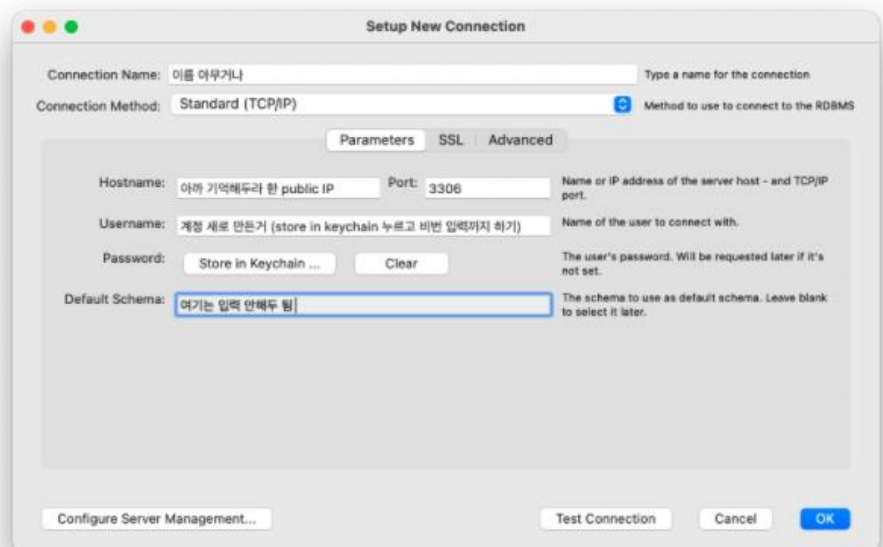 Setup New Connection
Connection Name: 이름 아무거나 Type a name for the connection
Connection Method: Standard (TCP/IP) Method to use to connect to the RDBMS
Parameters SSL Advanced
Hostname: 아까 기억해두라 한 public IP Port: 3306 Name or IP address of the server host - and TCP/IP
port.
Username: 계정 새로 만든거 (store in keychain 누르고 비번 입력까지 하기) Name of the user to connect with.
Password: Store in Keychain ... Clear The user's password. Will be requested later if it's
not set.
Default Schema: 여기는 입력 안해두 됨 The schema to use as default schema. Leave blank
to select it later.
Configure Server Management... Test Connection Cancel OK